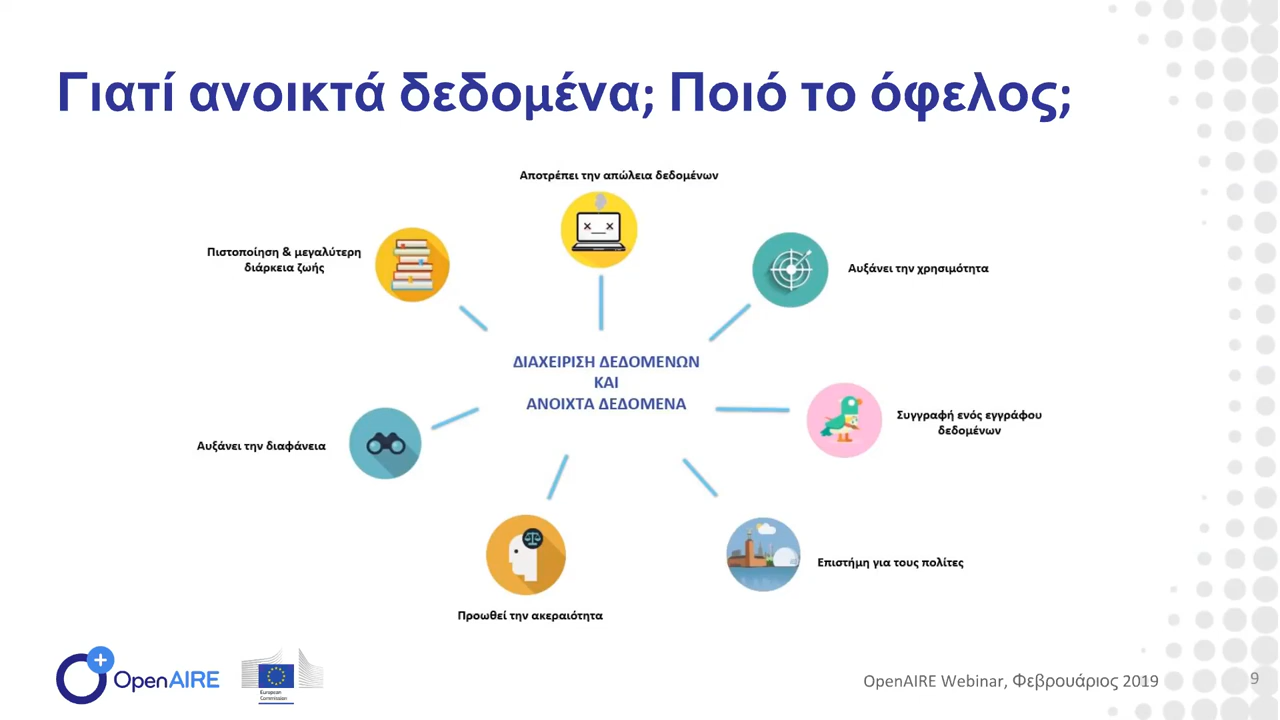 Γιατί ανοικτά δεδομένα; Ποιό το όφελος;
Αποτρέπει την απώλεια δεδομένων
Πιστοποίηση & μεγαλύτερη
διάρκεια ζωής
Αυξάνει την χρησιμότητα
ΔΙΑΧΕΙΡΙΣΗ ΔΕΔΟΜΕΝΩΝ
ΚΑΙ
ΑΝΟΙΧΤΑ ΔΕΔΟΜΕΝΑ
Συγγραφή ενός εγγράφου
δεδομένων
Αυξάνει την διαφάνεια
Επιστήμη για τους πολίτες
Προωθεί την ακεραιότητα
OpenAIRE
European
Commission
OpenAIRE Webinar, Φεβρουάριος 2019
9